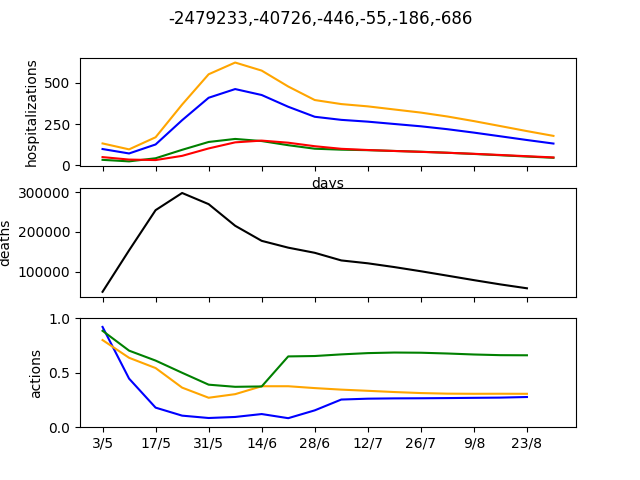 -2479233,-40726,-446,-55,-186,-686
500
250
0
hospitalizations
days
300000
200000
100000
deaths
1.0
0.5
0.0
actions
3/5 17/5 31/5 14/6 28/6 12/7 26/7 9/8 23/8